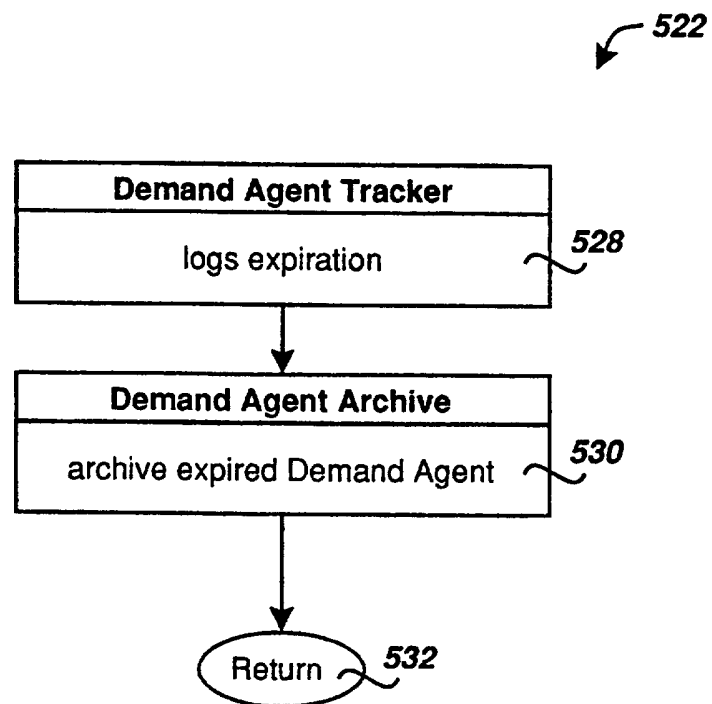 522
Demand Agent Tracker
logs expiration
528
Demand Agent Archive
archive expired Demand Agent
530
Return
532